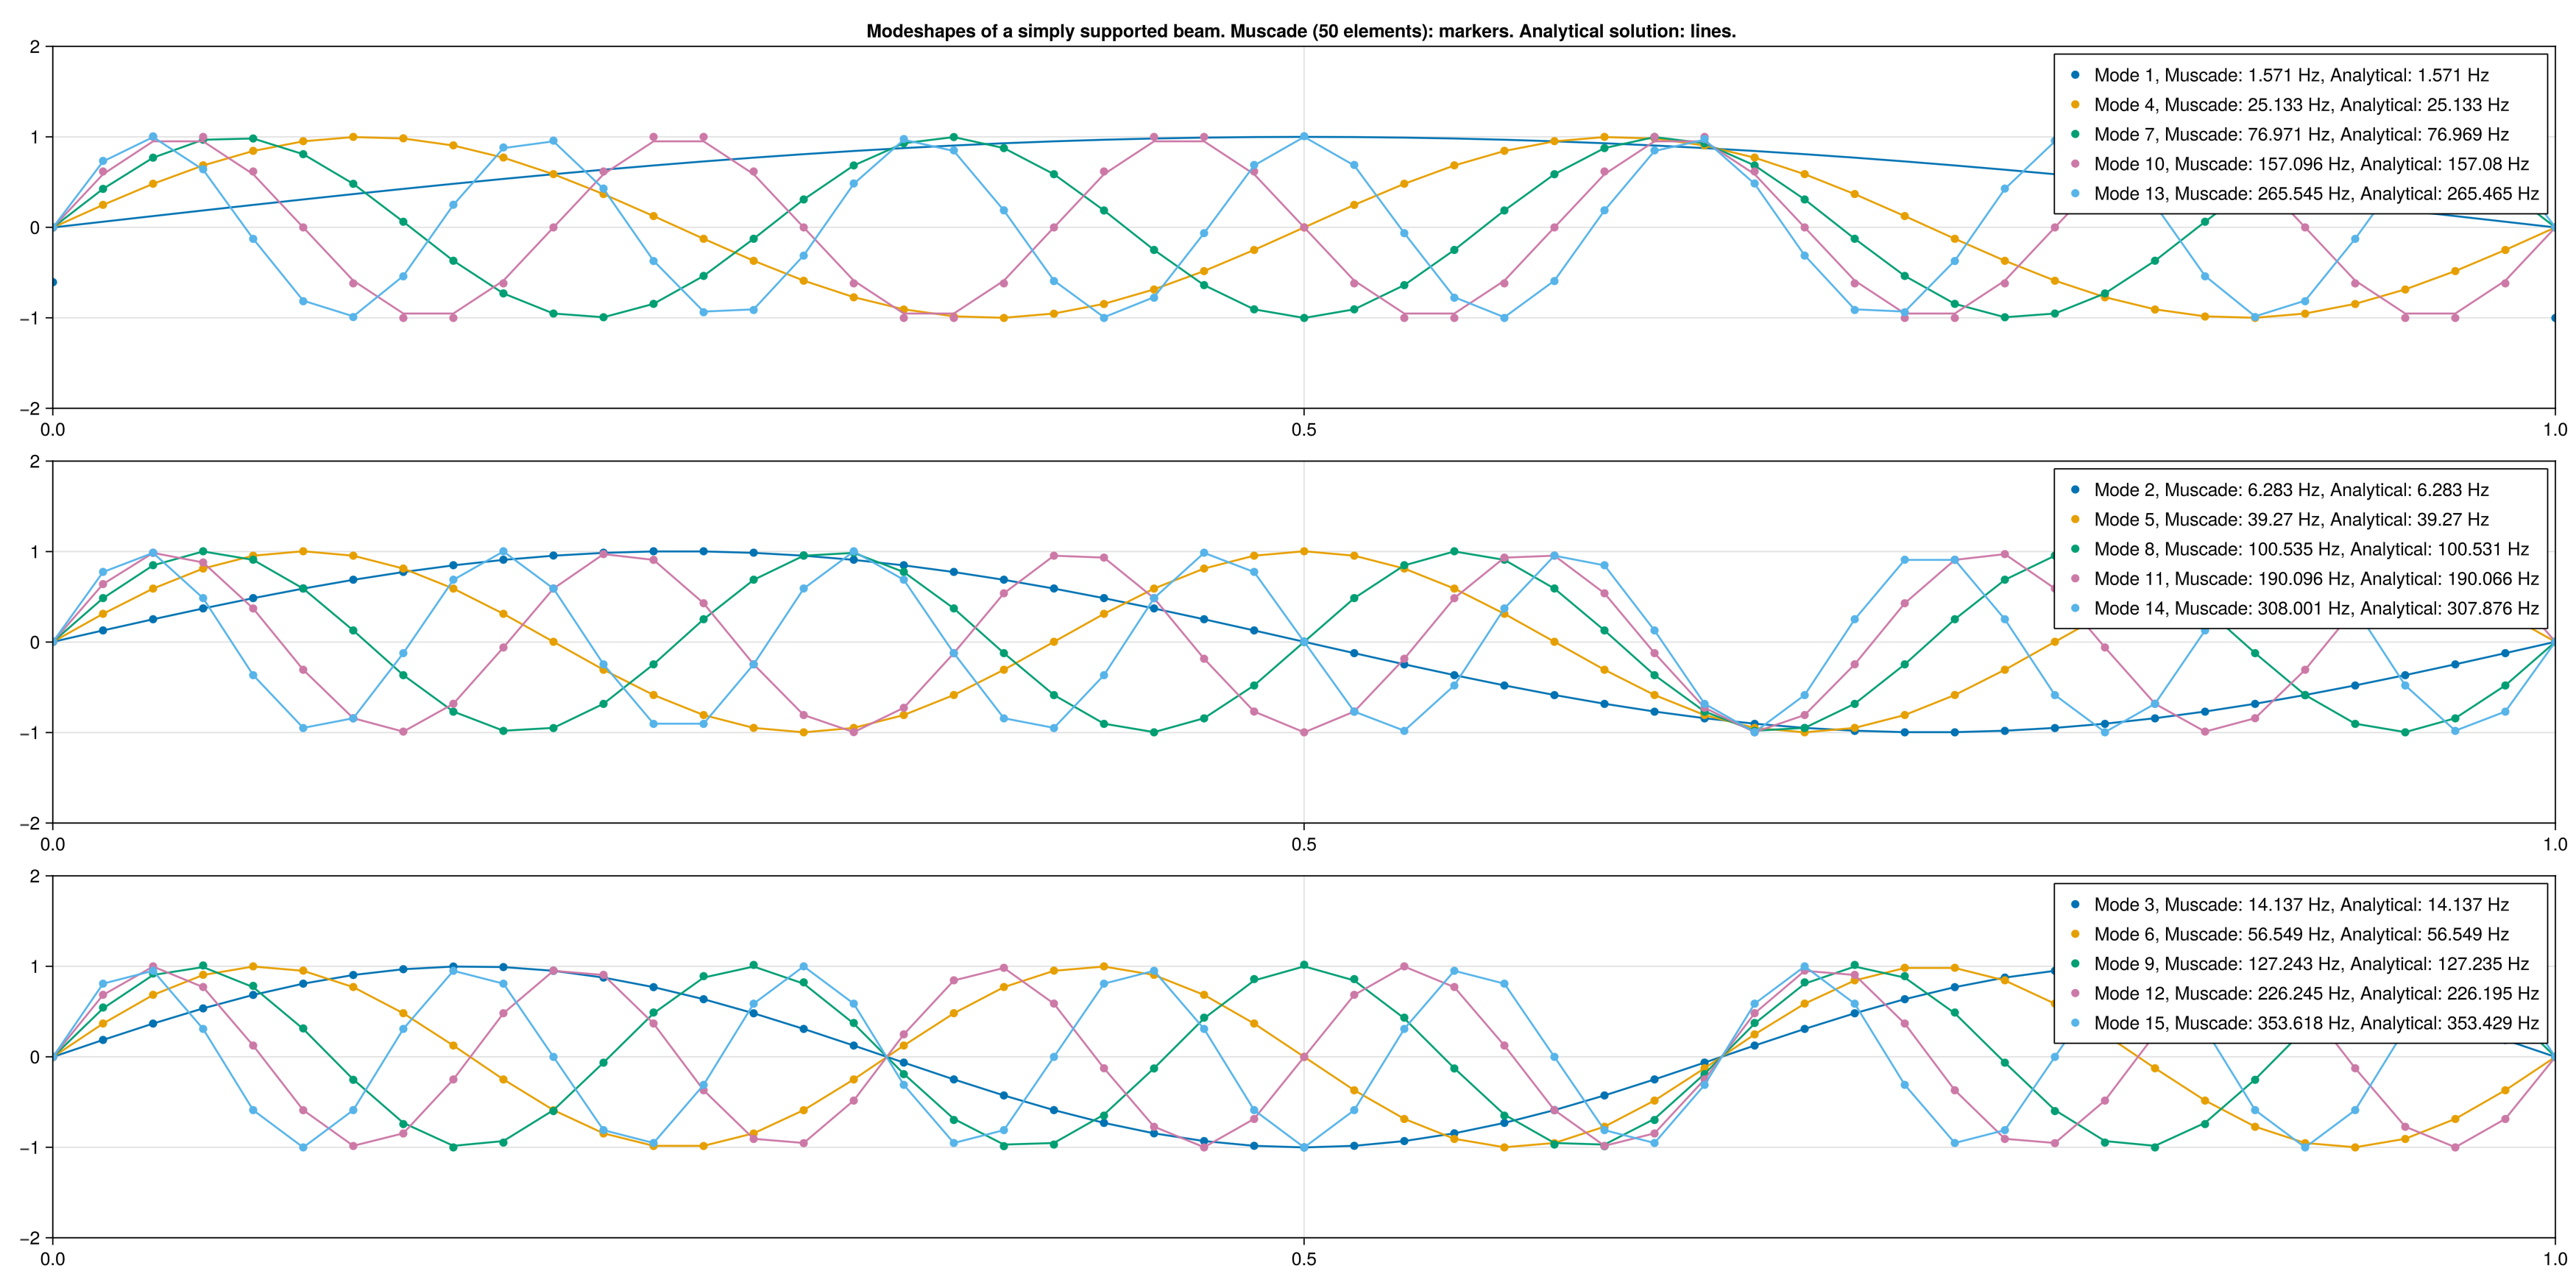 Modeshapes of a simply supported beam. Muscade (50 elements): markers. Analytical solution: lines.
2
1
0
−1
−2
0.0
0.5
1.0
Mode 1, Muscade: 1.571 Hz, Analytical: 1.571 Hz
Mode 4, Muscade: 25.133 Hz, Analytical: 25.133 Hz
Mode 7, Muscade: 76.971 Hz, Analytical: 76.969 Hz
Mode 10, Muscade: 157.096 Hz, Analytical: 157.08 Hz
Mode 13, Muscade: 265.545 Hz, Analytical: 265.465 Hz
2
1
0
−1
−2
0.0
0.5
1.0
Mode 2, Muscade: 6.283 Hz, Analytical: 6.283 Hz
Mode 5, Muscade: 39.27 Hz, Analytical: 39.27 Hz
Mode 8, Muscade: 100.535 Hz, Analytical: 100.531 Hz
Mode 11, Muscade: 190.096 Hz, Analytical: 190.066 Hz
Mode 14, Muscade: 308.001 Hz, Analytical: 307.876 Hz
2
1
0
−1
−2
0.0
0.5
1.0
Mode 3, Muscade: 14.137 Hz, Analytical: 14.137 Hz
Mode 6, Muscade: 56.549 Hz, Analytical: 56.549 Hz
Mode 9, Muscade: 127.243 Hz, Analytical: 127.235 Hz
Mode 12, Muscade: 226.245 Hz, Analytical: 226.195 Hz
Mode 15, Muscade: 353.618 Hz, Analytical: 353.429 Hz